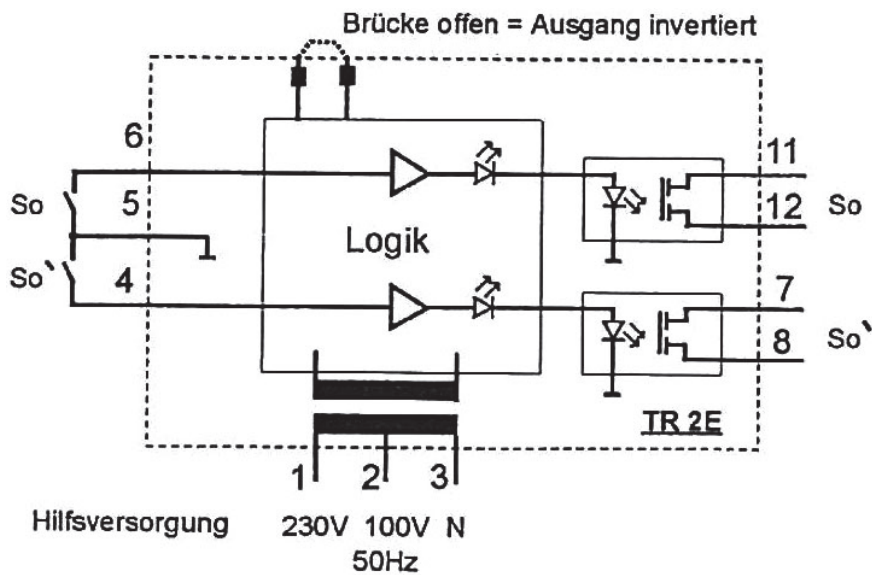 Brücke offen = Ausgang invertiert
6
11
So
5
12
So
Logik
So`
4
7
8
So`
TR 2E
1 2 3
Hilfsversorgung 230V 100V N
50Hz